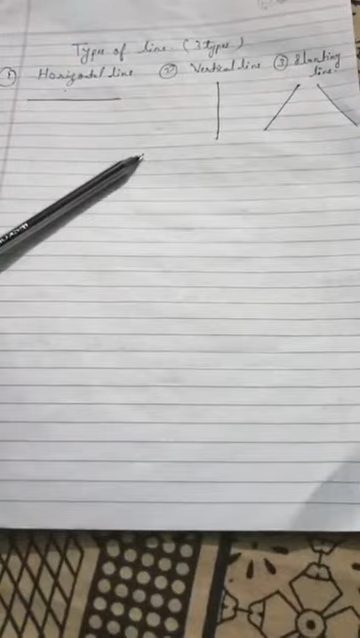 Types of line. (3 types)
① Horizontal line ② Vertical line ③ Slanting
line.